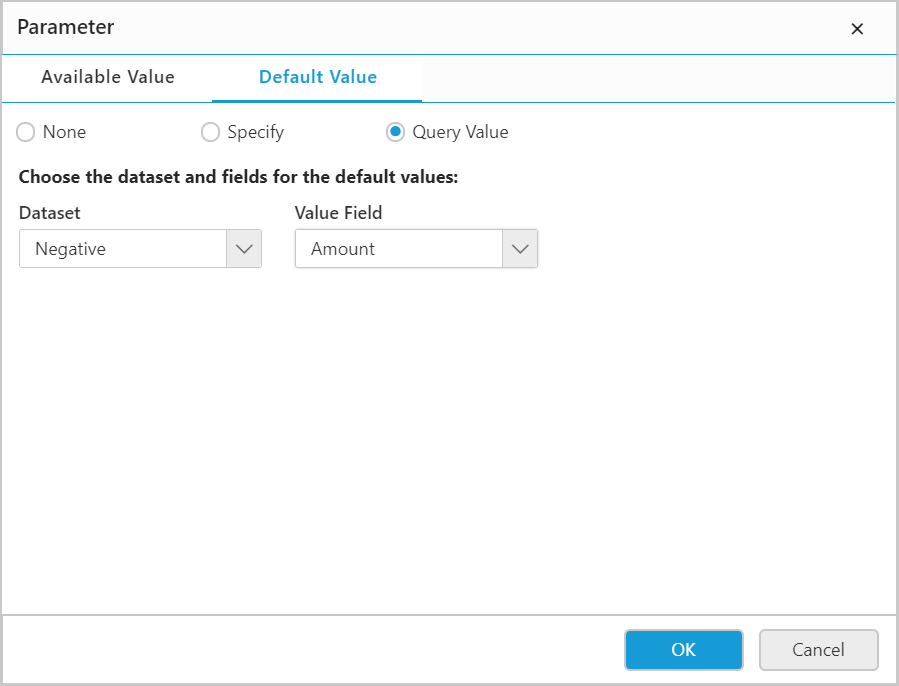 Parameter
Available Value Default Value
None Specify Query Value
Choose the dataset and fields for the default values:
Dataset Value Field
Negative Amount
OK Cancel